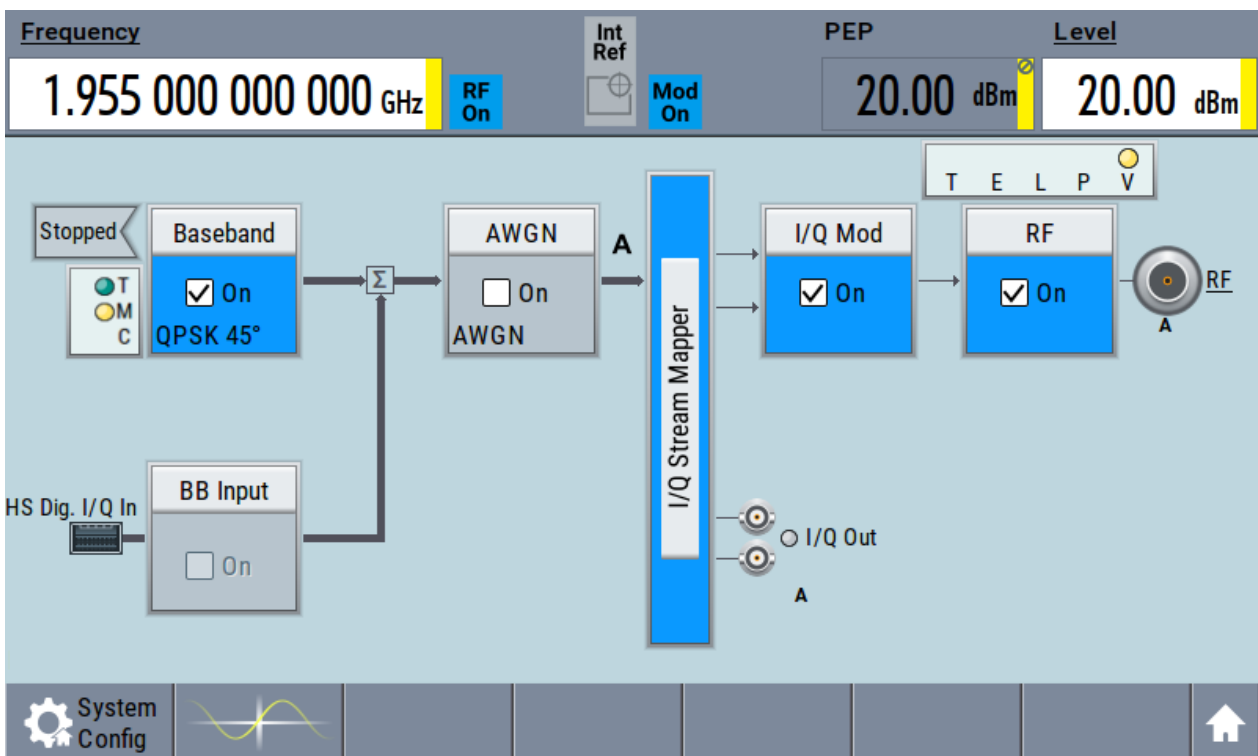 Frequency
Int
Ref
PEP
Level
1.955 000 000 000 GHz
RF
On
Mod
On
20.00 dBm
20.00 dBm
T E L P V
Stopped
Baseband
On
QPSK 45°
T
M
C
Σ
AWGN
On
AWGN
A
I/Q Stream Mapper
I/Q Mod
On
RF
On
RF
A
HS Dig. I/Q In
BB Input
On
I/Q Out
A
System
Config